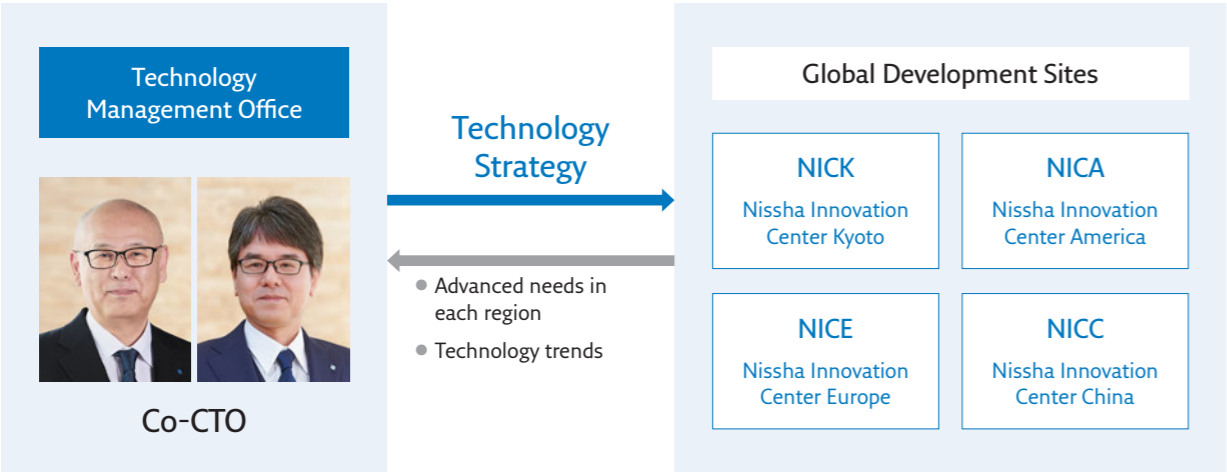 Technology
Management Office
Co-CTO
Technology
Strategy
Advanced needs in
each region
Technology trends
Global Development Sites
NICK
Nissha Innovation
Center Kyoto
NICA
Nissha Innovation
Center America
NICE
Nissha Innovation
Center Europe
NICC
Nissha Innovation
Center China